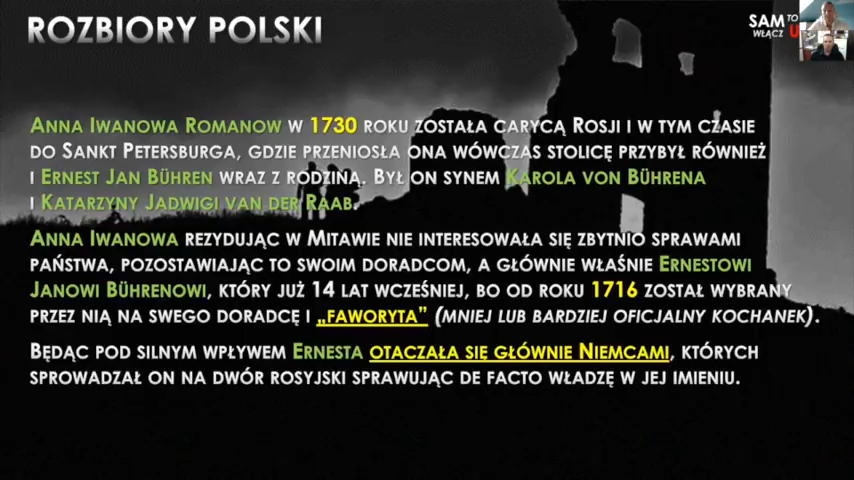 ROZBIORY POLSKI
SAM TO
WŁĄCZ
ANNA IWANOWA ROMANOW W 1730 ROKU ZOSTAŁA CARYCĄ ROSJI I W TYM CZASIE
DO SANKT PETERSBURGA, GDZIE PRZENIOSŁA ONA WÓWCZAS STOLICĘ PRZYBYŁ RÓWNIEŻ
I ERNEST JAN BÜHREN WRAZ Z RODZINĄ. BYŁ ON SYNEM KAROLA VON BÜHRENA
I KATARZYNY JADWIGI VAN DER RAAB.
ANNA IWANOWA REZYDUJĄC W MITAWIE NIE INTERESOWAŁA SIĘ ZBYTNIO SPRAWAMI
PAŃSTWA, POZOSTAWIAJĄC TO SWOIM DORADCOM, A GŁÓWNIE WŁAŚNIE ERNESTOWI
JANOWI BÜHRENOWI, KTÓRY JUŻ 14 LAT WCZEŚNIEJ, BO OD ROKU 1716 ZOSTAŁ WYBRANY
PRZEZ NIĄ NA SWEGO DORADCĘ I „FAWORYTA” (MNIEJ LUB BARDZIEJ OFICJALNY KOCHANEK).
BĘDĄC POD SILNYM WPŁYWEM ERNESTA OTACZAŁA SIĘ GŁÓWNIE NIEMCAMI, KTÓRYCH
SPROWADZAŁ ON NA DWÓR ROSYJSKI SPRAWUJĄC DE FACTO WŁADZĘ W JEJ IMIENIU.